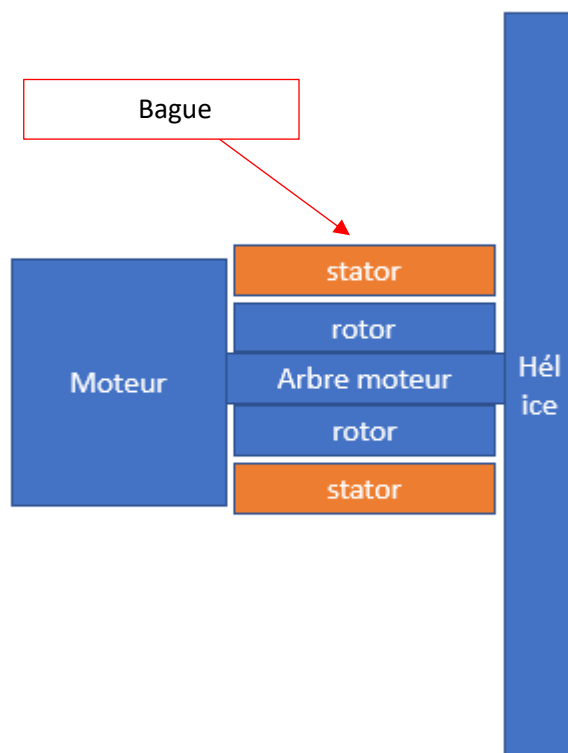 Bague
stator
rotor
Moteur
Arbre moteur
Hél
ice
rotor
stator